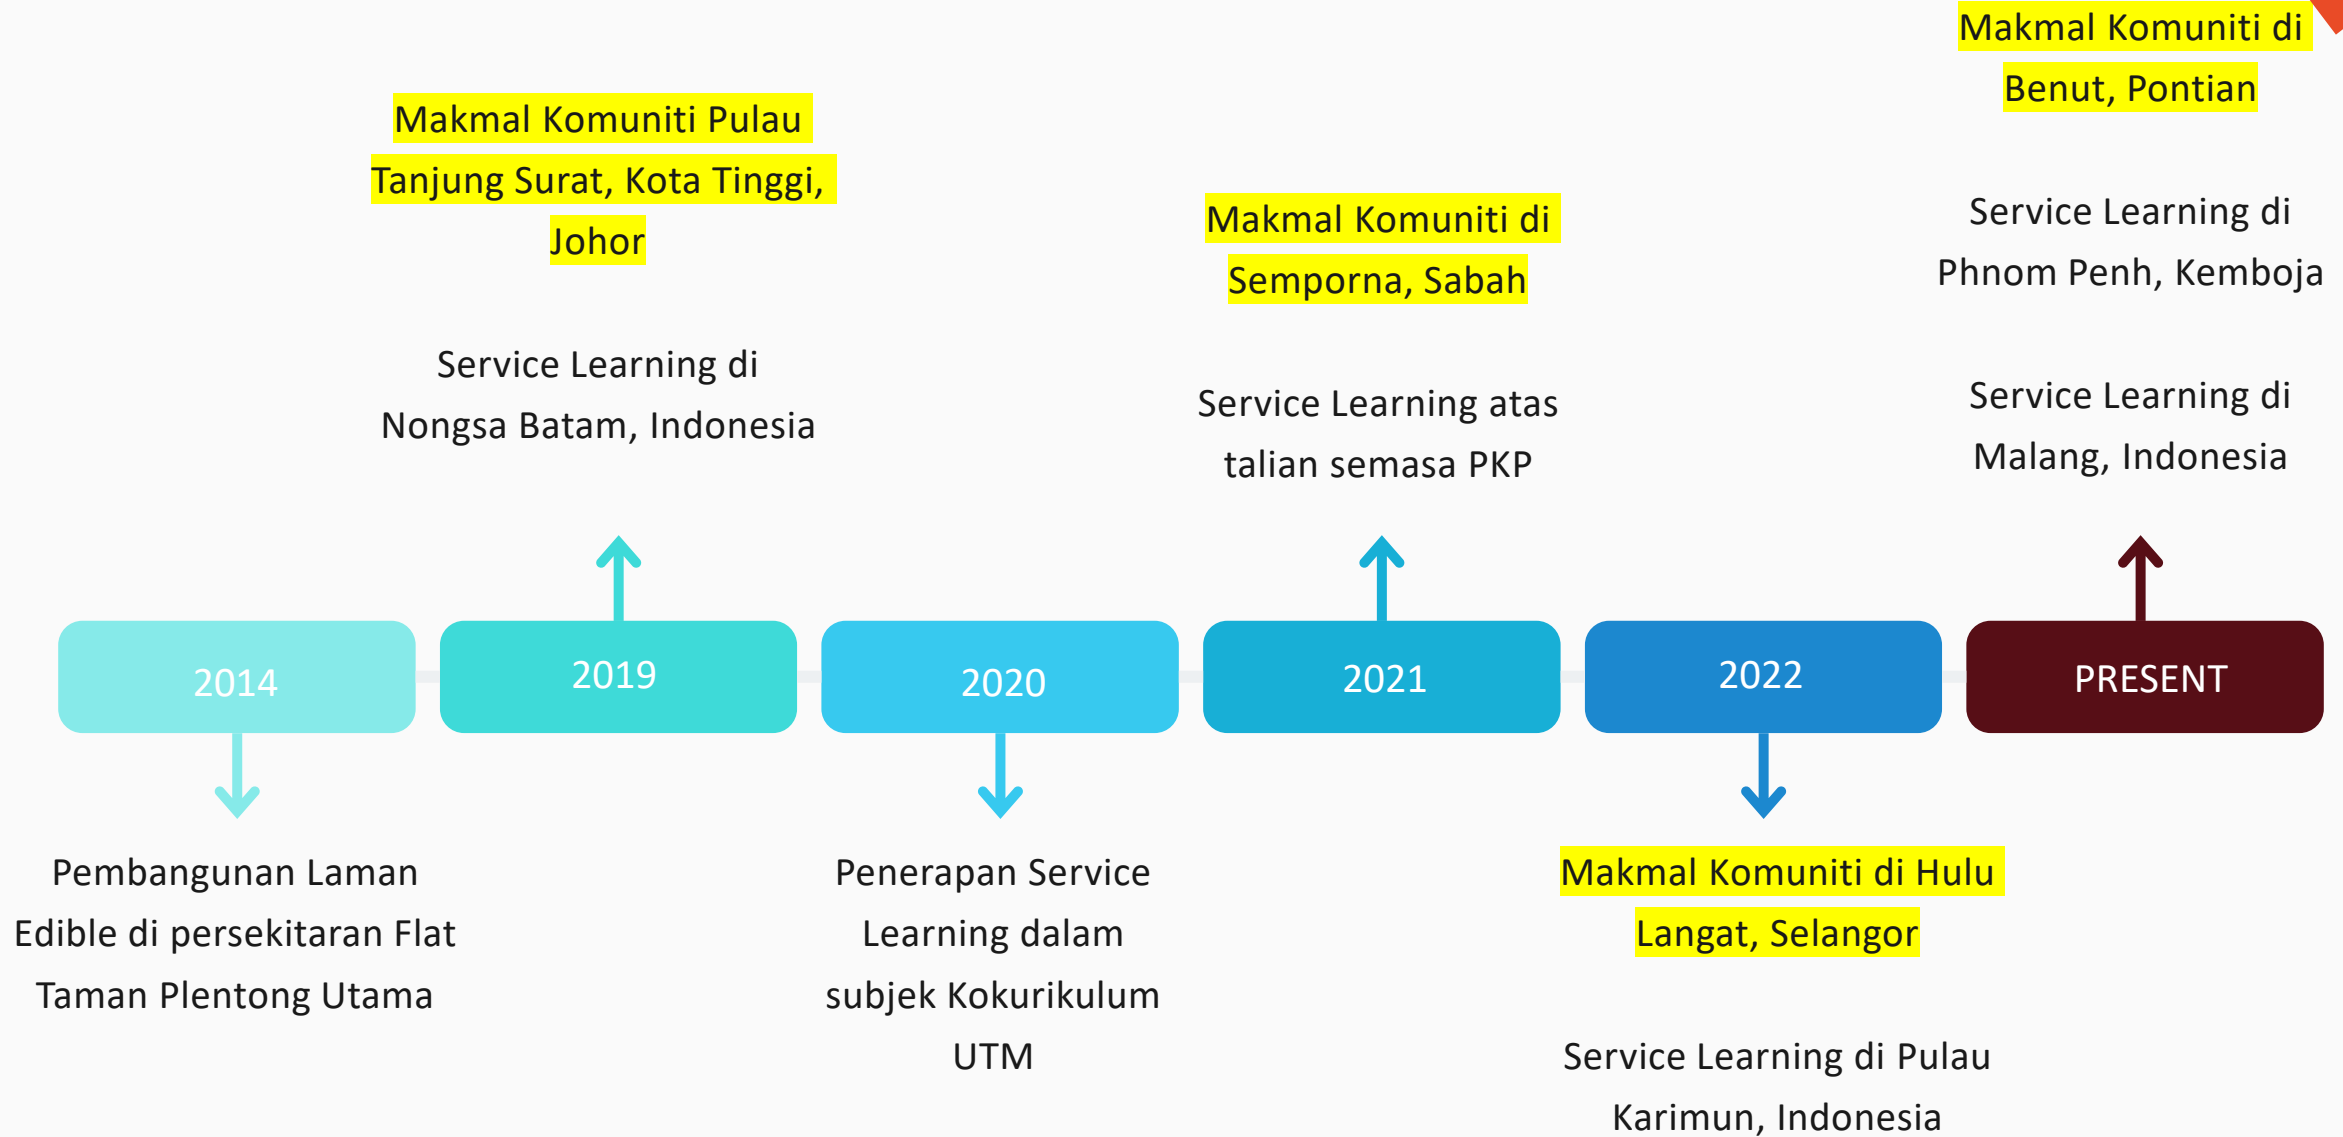 Makmal Komuniti Pulau
Tanjung Surat, Kota Tinggi,
Johor
Service Learning di
Nongsa Batam, Indonesia
Makmal Komuniti di
Semporna, Sabah
Service Learning atas
talian semasa PKP
Makmal Komuniti di
Benut, Pontian
Service Learning di
Phnom Penh, Kemboja
Service Learning di
Malang, Indonesia
2014
2019
2020
2021
2022
PRESENT
Pembangunan Laman
Edible di persekitaran Flat
Taman Plentong Utama
Penerapan Service
Learning dalam
subjek Kokurikulum
UTM
Makmal Komuniti di Hulu
Langat, Selangor
Service Learning di Pulau
Karimun, Indonesia